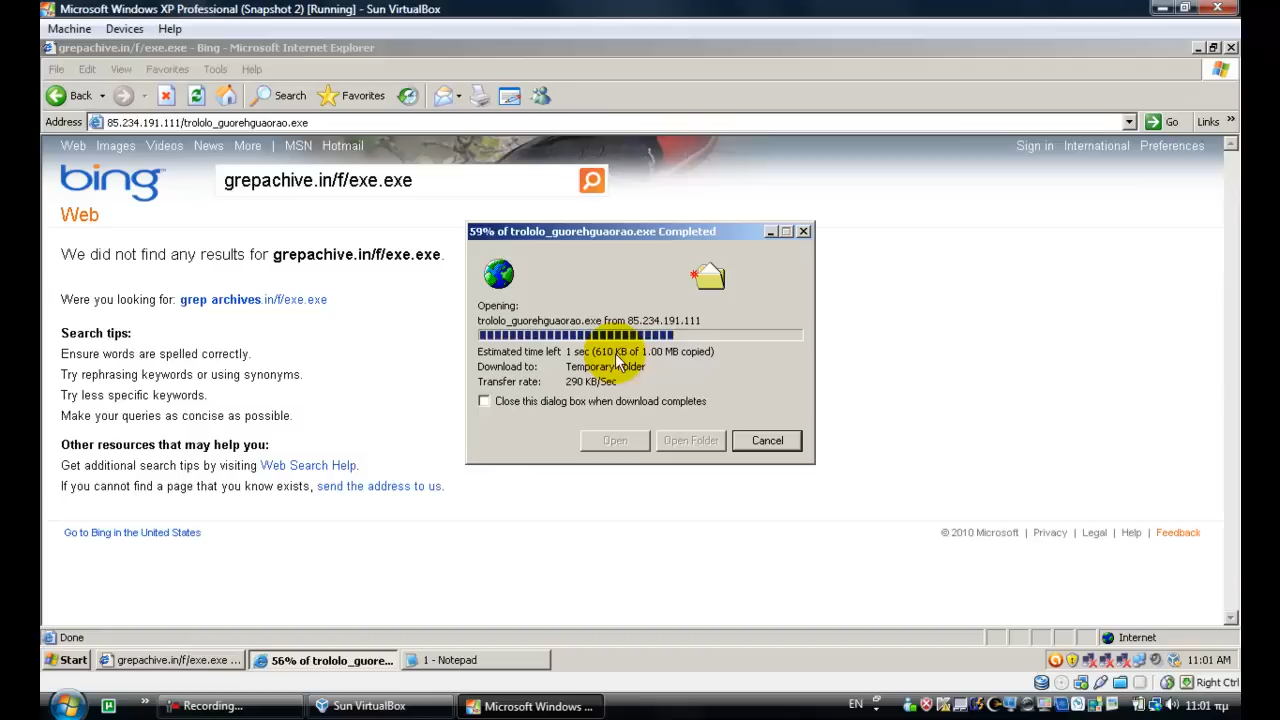 Microsoft Windows XP Professional (Snapshot 2) [Running] - Sun VirtualBox
Machine Devices Help
grepachive.in/f/exe.exe - Bing - Microsoft Internet Explorer
File Edit View Favorites Tools Help
Back Search Favorites
Address 85.234.191.111/trololo_guorehguaorao.exe Go Links »
Web Images Videos News More | MSN Hotmail Sign in | International | Preferences
bing™ grepachive.in/f/exe.exe
Web
We did not find any results for grepachive.in/f/exe.exe.
Were you looking for: grep archives.in/f/exe.exe
Search tips:
Ensure words are spelled correctly.
Try rephrasing keywords or using synonyms.
Try less specific keywords.
Make your queries as concise as possible.
Other resources that may help you:
Get additional search tips by visiting Web Search Help.
If you cannot find a page that you know exists, send the address to us.
Go to Bing in the United States © 2010 Microsoft | Privacy | Legal | Help | Feedback
59% of trololo_guorehguaorao.exe Completed
Opening:
trololo_guorehguaorao.exe from 85.234.191.111
Estimated time left 1 sec (610 KB of 1.00 MB copied)
Download to: Temporary Folder
Transfer rate: 290 KB/Sec
Close this dialog box when download completes
Open Open Folder Cancel
Done Internet
Start grepachive.in/f/exe.exe ... 56% of trololo_guore... 1 - Notepad 11:01 AM
Right Ctrl
» Recording... Sun VirtualBox Microsoft Windows ... EN 11:01 πμ